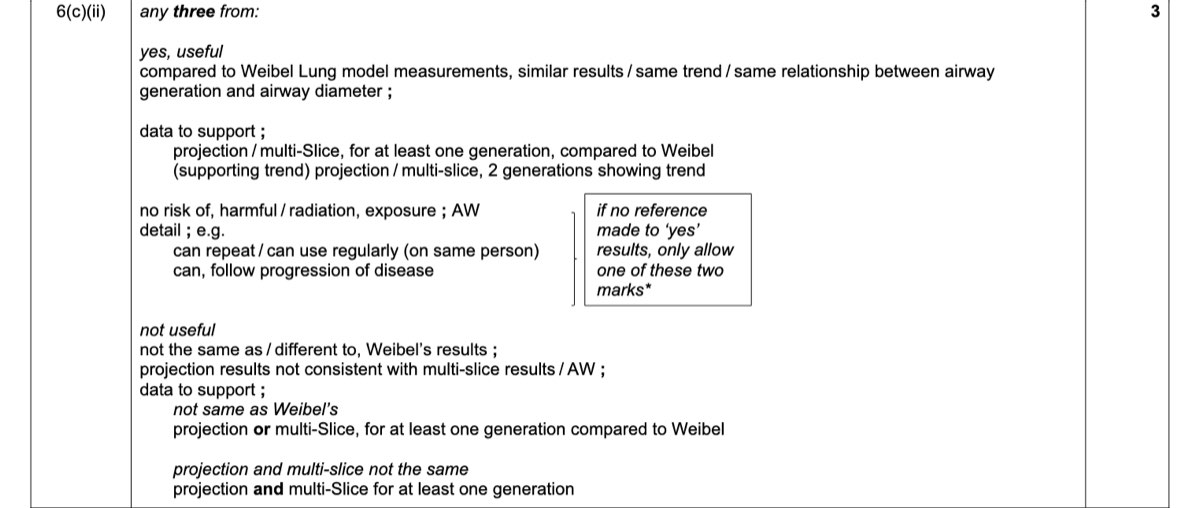 6(c)(ii) any three from: 3
yes, useful
compared to Weibel Lung model measurements, similar results / same trend / same relationship between airway
generation and airway diameter ;
data to support ;
projection / multi-Slice, for at least one generation, compared to Weibel
(supporting trend) projection / multi-slice, 2 generations showing trend
no risk of, harmful / radiation, exposure ; AW
detail ; e.g.
can repeat / can use regularly (on same person)
can, follow progression of disease
if no reference
made to ‘yes’
results, only allow
one of these two
marks*
not useful
not the same as / different to, Weibel’s results ;
projection results not consistent with multi-slice results / AW ;
data to support ;
not same as Weibel’s
projection or multi-Slice, for at least one generation compared to Weibel
projection and multi-slice not the same
projection and multi-Slice for at least one generation